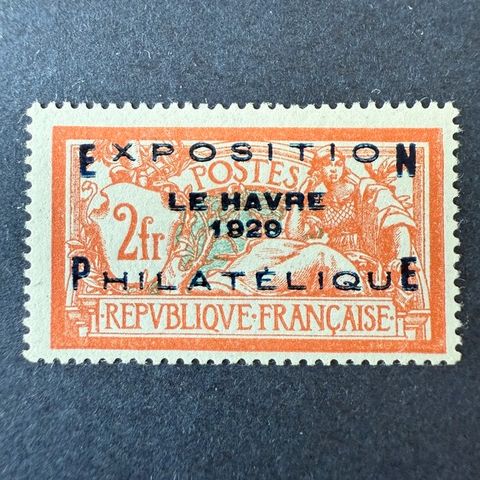 EXPOSITION
POSTES
LE HAVRE
1929
2fr
PHILATÉLIQUE
REPVBLIQVE·FRANÇAISE·